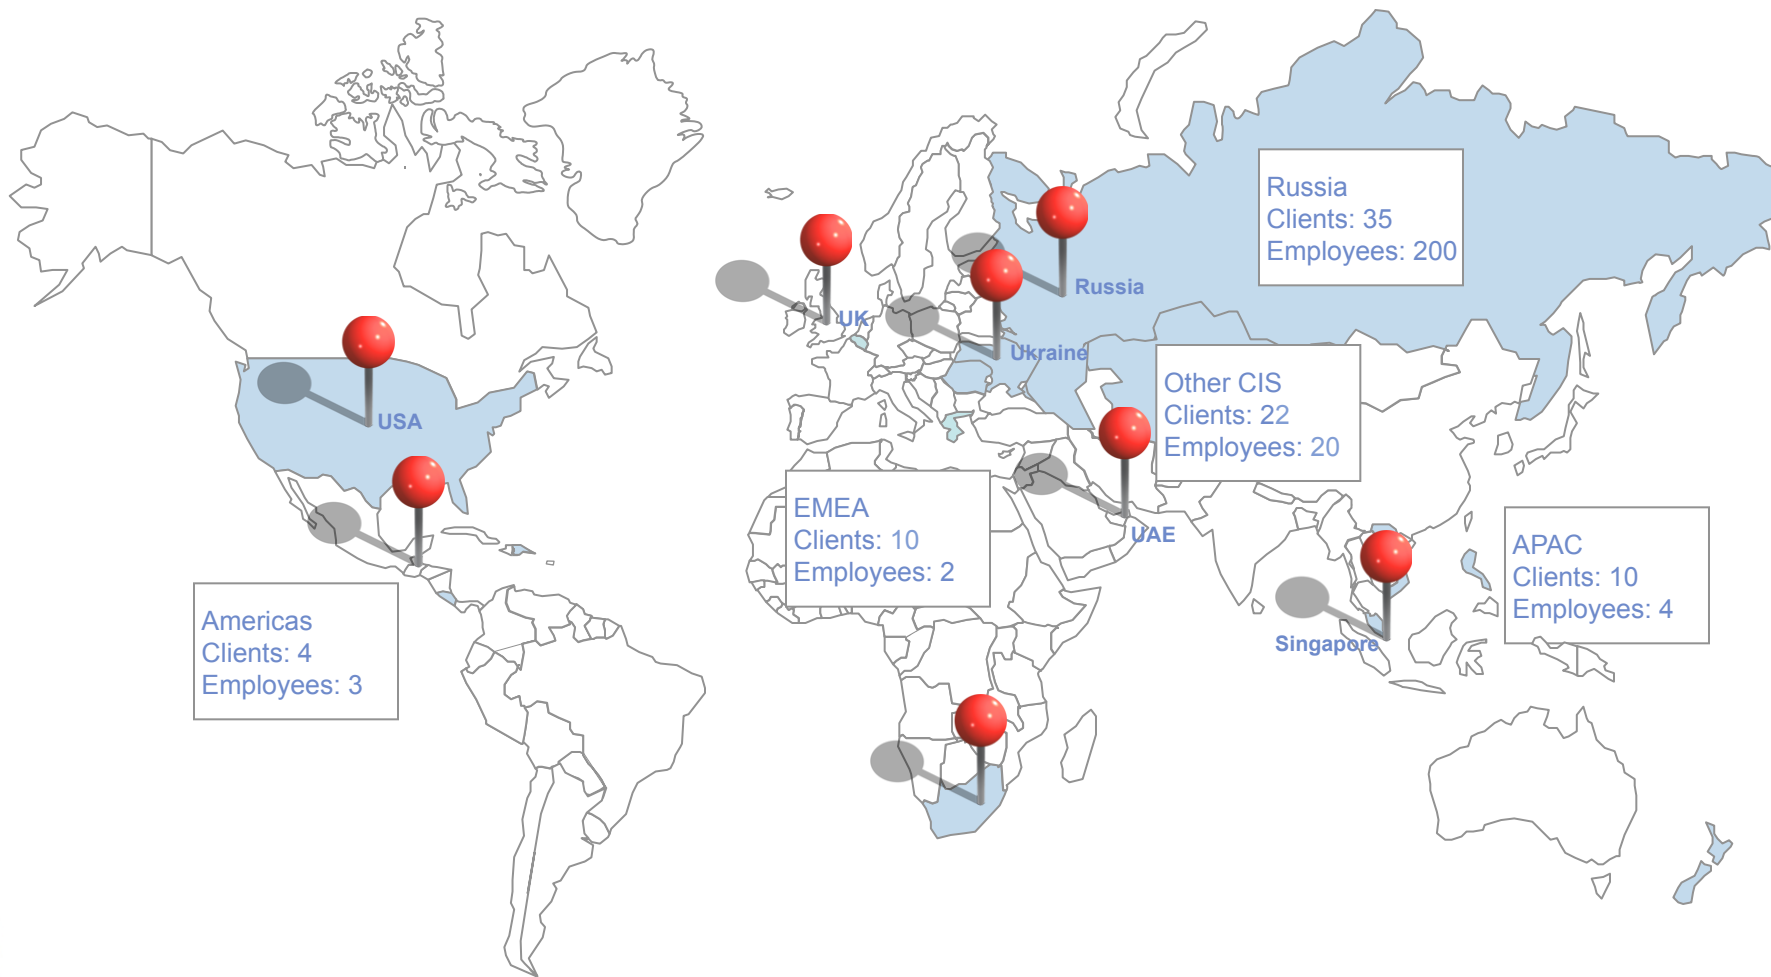 Russia
Clients: 35
Employees: 200
Russia
UK
Ukraine
Other CIS
Clients: 22
Employees: 20
USA
EMEA
Clients: 10
Employees: 2
UAE
APAC
Clients: 10
Employees: 4
Americas
Clients: 4
Employees: 3
Singapore